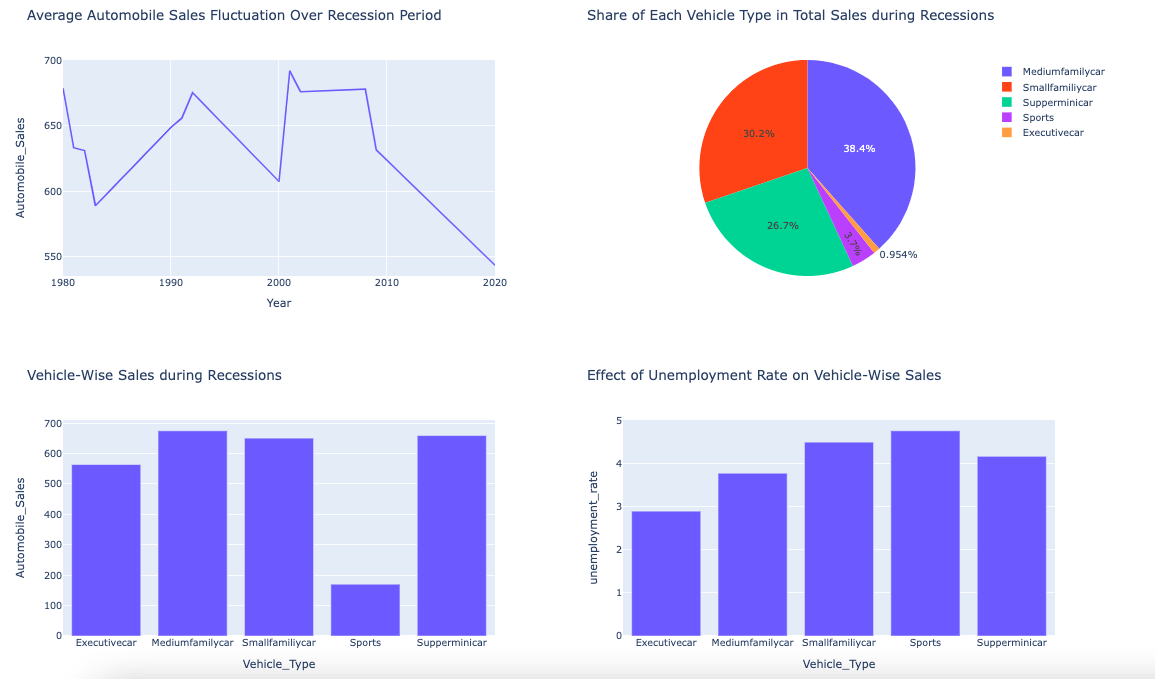 Average Automobile Sales Fluctuation Over Recession Period
700
650
600
550
Automobile_Sales
1980 1990 2000 2010 2020
Year
Share of Each Vehicle Type in Total Sales during Recessions
38.4%
30.2%
26.7%
3.7%
0.954%
Mediumfamilycar
Smallfamiliycar
Supperminicar
Sports
Executivecar
Vehicle-Wise Sales during Recessions
700
600
500
400
300
200
100
0
Automobile_Sales
Executivecar Mediumfamilycar Smallfamiliycar Sports Supperminicar
Vehicle_Type
Effect of Unemployment Rate on Vehicle-Wise Sales
5
4
3
2
1
0
unemployment_rate
Executivecar Mediumfamilycar Smallfamiliycar Sports Supperminicar
Vehicle_Type